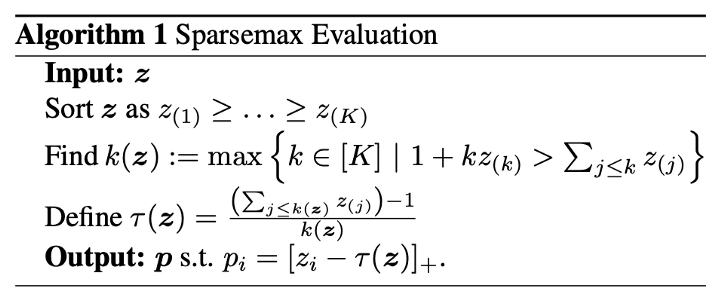 Algorithm 1 Sparsemax Evaluation
Input: z
Sort z as z_(1) ≥ … ≥ z_(K)
Find k(z) := max {k ∈ [K] | 1 + kz_(k) > ∑_{j≤k} z_(j)}
Define τ(z) = ((∑_{j≤k(z)} z_(j))−1)/k(z)
Output: p s.t. p_i = [z_i − τ(z)]_+.